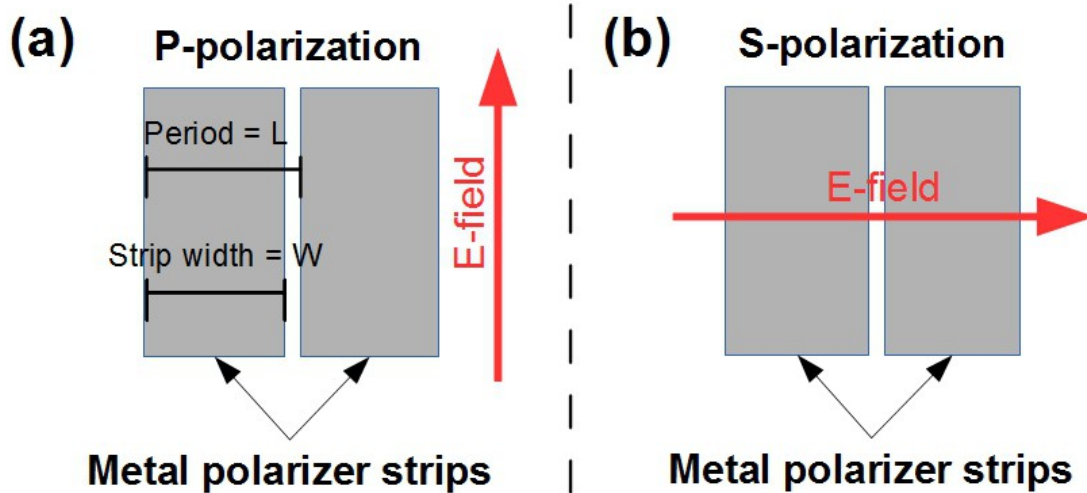 (a)
P-polarization
Period = L
Strip width = W
E-field
Metal polarizer strips
(b)
S-polarization
E-field
Metal polarizer strips